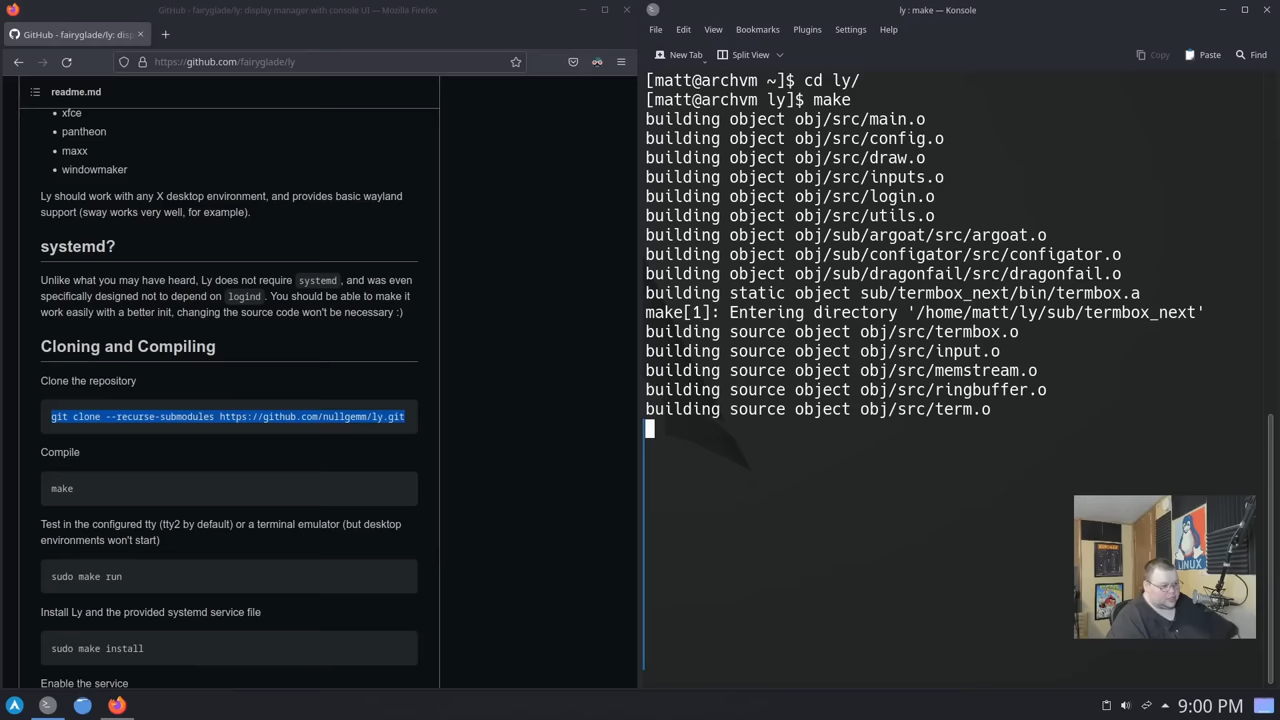 GitHub - fairyglade/ly: display manager with console UI — Mozilla Firefox
GitHub - fairyglade/ly: disp
https://github.com/fairyglade/ly
readme.md
xfce
pantheon
maxx
windowmaker
Ly should work with any X desktop environment, and provides basic wayland
support (sway works very well, for example).
systemd?
Unlike what you may have heard, Ly does not require systemd, and was even
specifically designed not to depend on logind. You should be able to make it
work easily with a better init, changing the source code won't be necessary :)
Cloning and Compiling
Clone the repository
git clone --recurse-submodules https://github.com/nullgemm/ly.git
Compile
make
Test in the configured tty (tty2 by default) or a terminal emulator (but desktop
environments won't start)
sudo make run
Install Ly and the provided systemd service file
sudo make install
Enable the service
ly : make — Konsole
File Edit View Bookmarks Plugins Settings Help
New Tab Split View Copy Paste Find
[matt@archvm ~]$ cd ly/
[matt@archvm ly]$ make
building object obj/src/main.o
building object obj/src/config.o
building object obj/src/draw.o
building object obj/src/inputs.o
building object obj/src/login.o
building object obj/src/utils.o
building object obj/sub/argoat/src/argoat.o
building object obj/sub/configator/src/configator.o
building object obj/sub/dragonfail/src/dragonfail.o
building static object sub/termbox_next/bin/termbox.a
make[1]: Entering directory '/home/matt/ly/sub/termbox_next'
building source object obj/src/termbox.o
building source object obj/src/input.o
building source object obj/src/memstream.o
building source object obj/src/ringbuffer.o
building source object obj/src/term.o
LINUX
9:00 PM